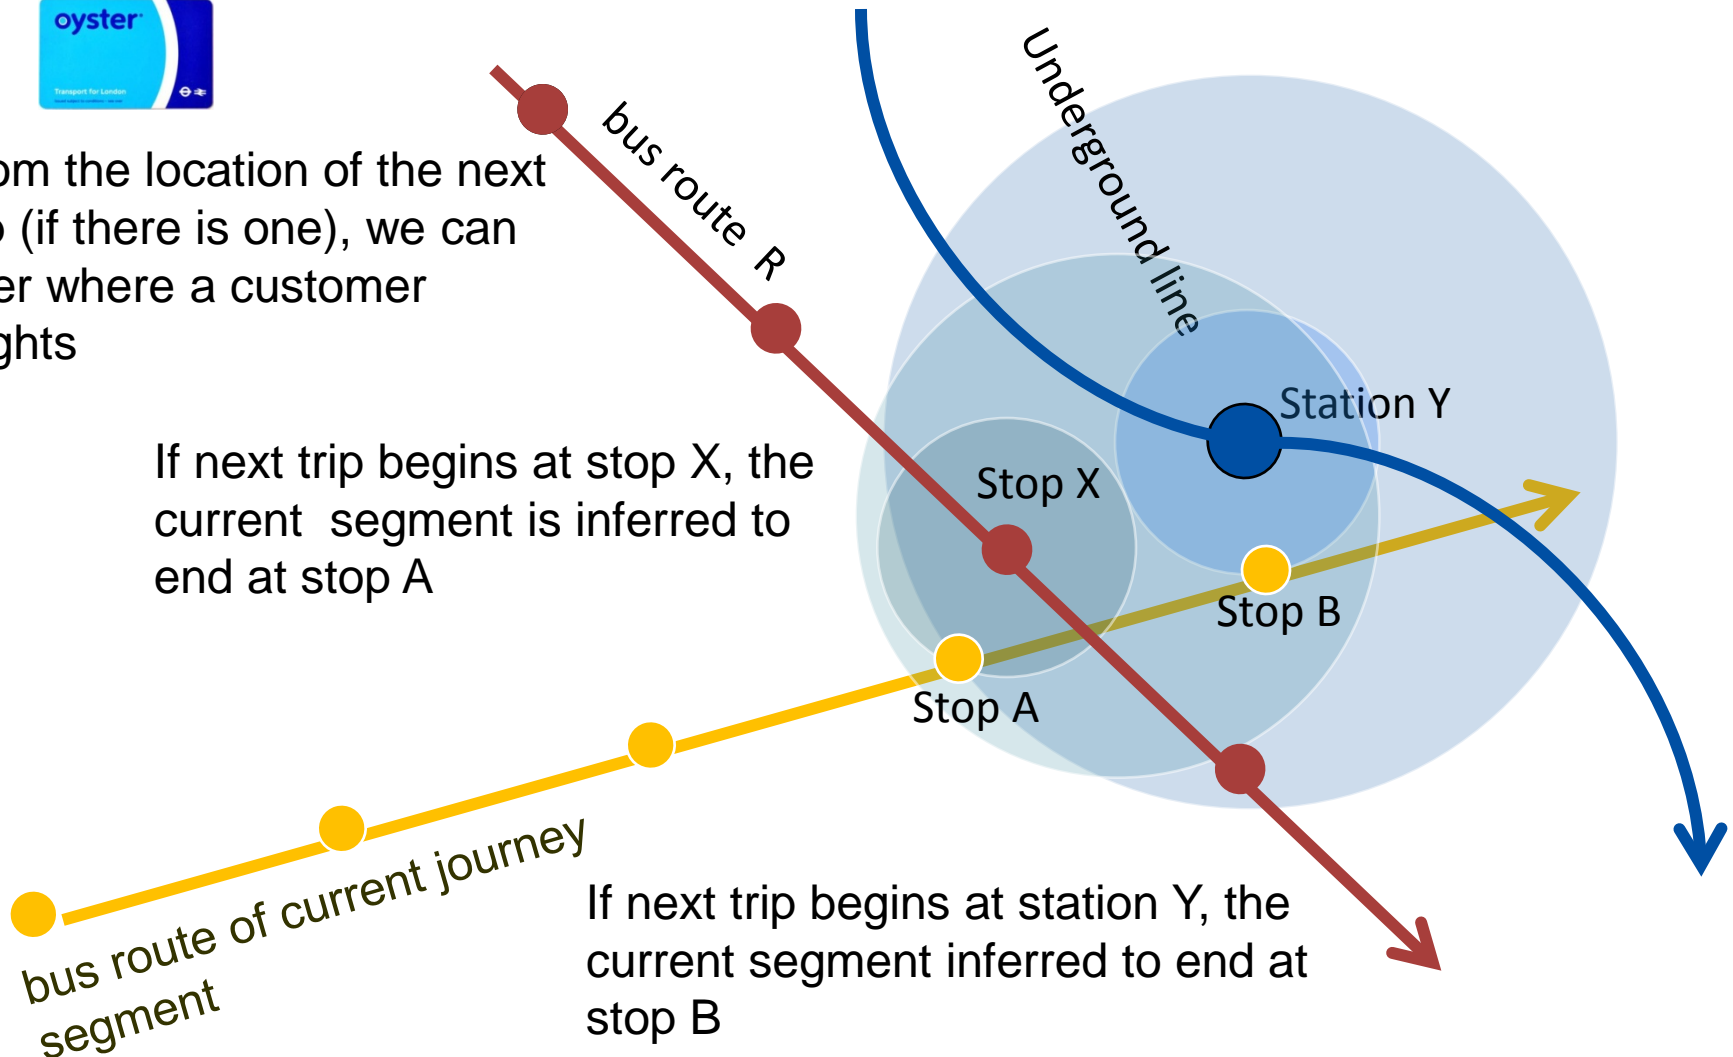 oyster
Transport for London
om the location of the next
(if there is one), we can
er where a customer
ghts
bus route R
Underground line
Station Y
If next trip begins at stop X, the
current segment is inferred to
end at stop A
Stop X
Stop B
Stop A
bus route of current journey
segment
If next trip begins at station Y, the
current segment inferred to end at
stop B